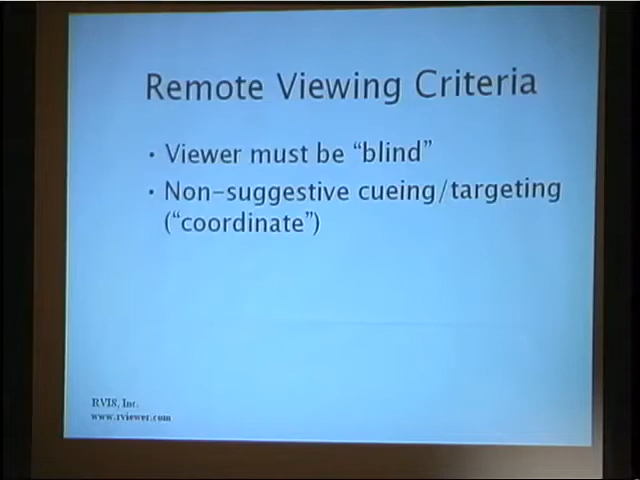 Remote Viewing Criteria
• Viewer must be “blind”
• Non-suggestive cueing/targeting
(“coordinate”)
RVIS, Inc.
www.rviewer.com